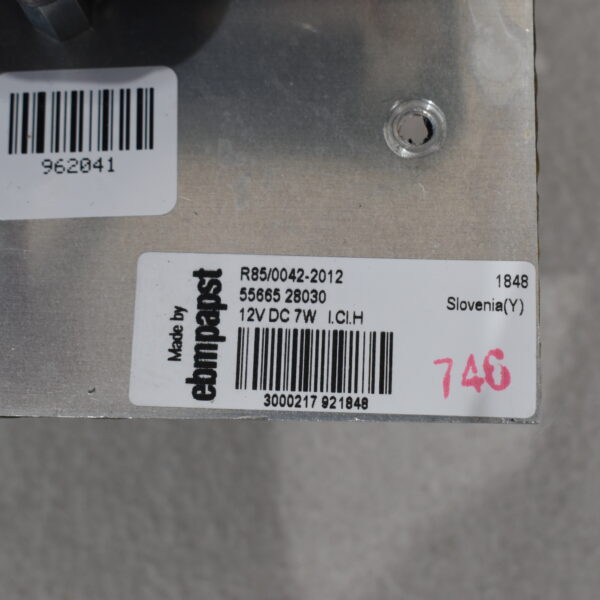 962041
Made by
ebmpapst
R85/0042-2012
55665 28030
12V DC 7W I.Cl.H
3000217 921848
1848
Slovenia(Y)
746